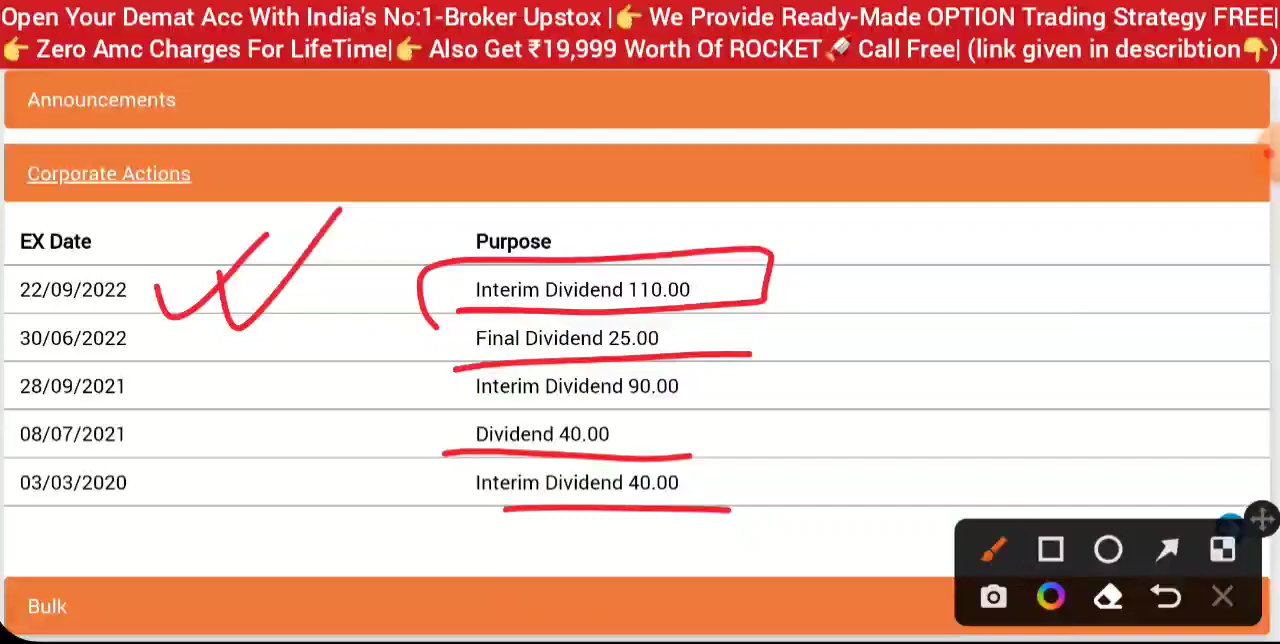 Open Your Demat Acc With India's No:1-Broker Upstox |👉 We Provide Ready-Made OPTION Trading Strategy FREE|
👉 Zero Amc Charges For LifeTime|👉 Also Get ₹19,999 Worth Of ROCKET🚀 Call Free| (link given in describtion👇)
Announcements
Corporate Actions
EX Date Purpose
22/09/2022 Interim Dividend 110.00
30/06/2022 Final Dividend 25.00
28/09/2021 Interim Dividend 90.00
08/07/2021 Dividend 40.00
03/03/2020 Interim Dividend 40.00
Bulk